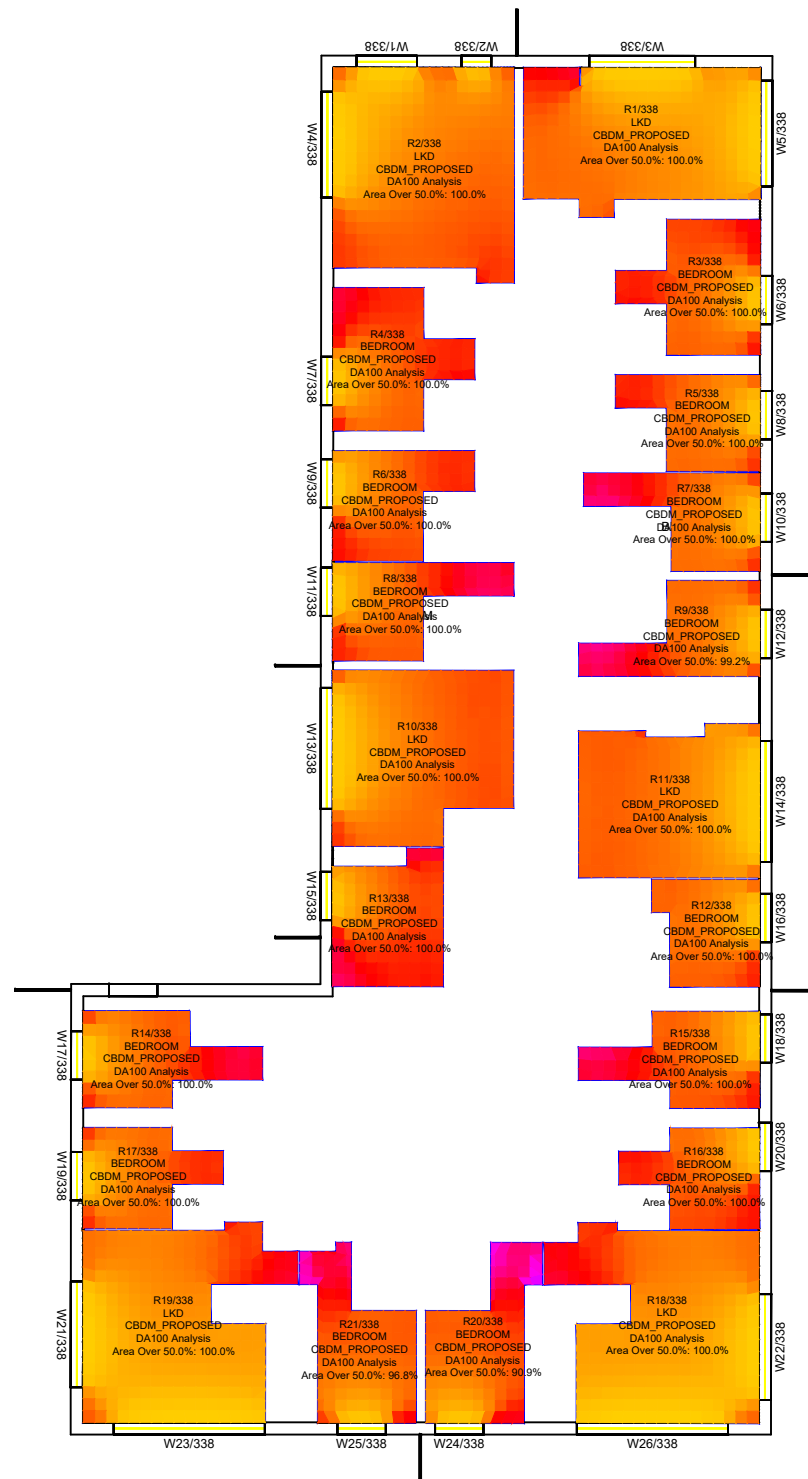 W1/338
W2/338
W3/338
W4/338
R2/338
LKD
CBDM_PROPOSED
DA100 Analysis
Area Over 50.0%: 100.0%
R1/338
LKD
CBDM_PROPOSED
DA100 Analysis
Area Over 50.0%: 100.0%
W5/338
R3/338
BEDROOM
CBDM_PROPOSED
DA100 Analysis
Area Over 50.0%: 100.0%
W6/338
W7/338
R4/338
BEDROOM
CBDM_PROPOSED
DA100 Analysis
Area Over 50.0%: 100.0%
R5/338
BEDROOM
CBDM_PROPOSED
DA100 Analysis
Area Over 50.0%: 100.0%
W8/338
W9/338
R6/338
BEDROOM
CBDM_PROPOSED
DA100 Analysis
Area Over 50.0%: 100.0%
R7/338
BEDROOM
CBDM_PROPOSED
DA100 Analysis
Area Over 50.0%: 100.0%
W10/338
W11/338
R8/338
BEDROOM
CBDM_PROPOSED
DA100 Analysis
Area Over 50.0%: 100.0%
R9/338
BEDROOM
CBDM_PROPOSED
DA100 Analysis
Area Over 50.0%: 99.2%
W12/338
W13/338
R10/338
LKD
CBDM_PROPOSED
DA100 Analysis
Area Over 50.0%: 100.0%
R11/338
LKD
CBDM_PROPOSED
DA100 Analysis
Area Over 50.0%: 100.0%
W14/338
W15/338
R13/338
BEDROOM
CBDM_PROPOSED
DA100 Analysis
Area Over 50.0%: 100.0%
R12/338
BEDROOM
CBDM_PROPOSED
DA100 Analysis
Area Over 50.0%: 100.0%
W16/338
W17/338
R14/338
BEDROOM
CBDM_PROPOSED
DA100 Analysis
Area Over 50.0%: 100.0%
R15/338
BEDROOM
CBDM_PROPOSED
DA100 Analysis
Area Over 50.0%: 100.0%
W18/338
W19/338
R17/338
BEDROOM
CBDM_PROPOSED
DA100 Analysis
Area Over 50.0%: 100.0%
R16/338
BEDROOM
CBDM_PROPOSED
DA100 Analysis
Area Over 50.0%: 100.0%
W20/338
W21/338
R19/338
LKD
CBDM_PROPOSED
DA100 Analysis
Area Over 50.0%: 100.0%
R21/338
BEDROOM
CBDM_PROPOSED
DA100 Analysis
Area Over 50.0%: 96.8%
R20/338
BEDROOM
CBDM_PROPOSED
DA100 Analysis
Area Over 50.0%: 90.9%
R18/338
LKD
CBDM_PROPOSED
DA100 Analysis
Area Over 50.0%: 100.0%
W22/338
W23/338
W25/338
W24/338
W26/338